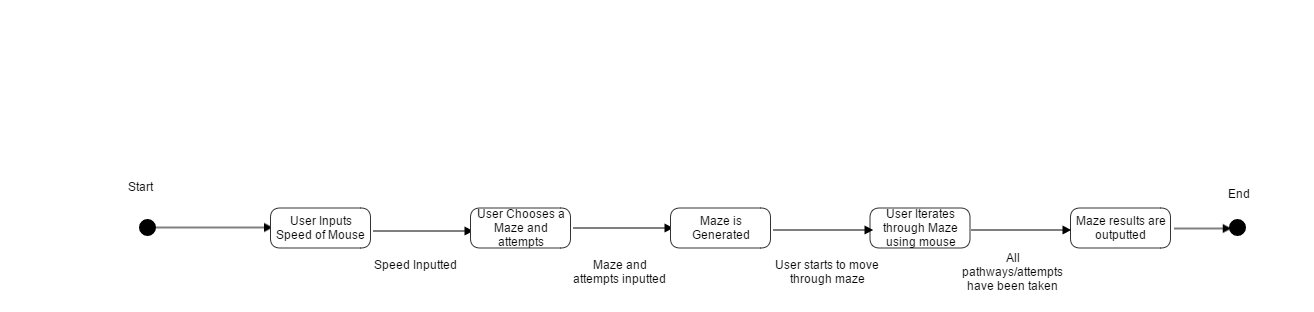 Start
End
User Inputs
Speed of Mouse
User Chooses a
Maze and
attempts
Maze is
Generated
User Iterates
through Maze
using mouse
Maze results are
outputted
Speed Inputted
Maze and
attempts inputted
User starts to move
through maze
All
pathways/attempts
have been taken